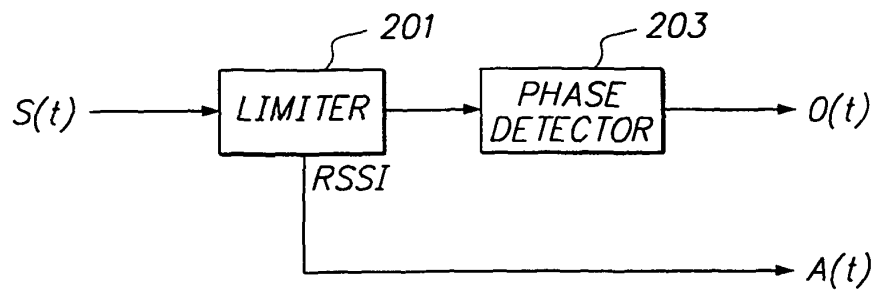 201
203
S(t)
LIMITER
PHASE
DETECTOR
O(t)
RSSI
A(t)